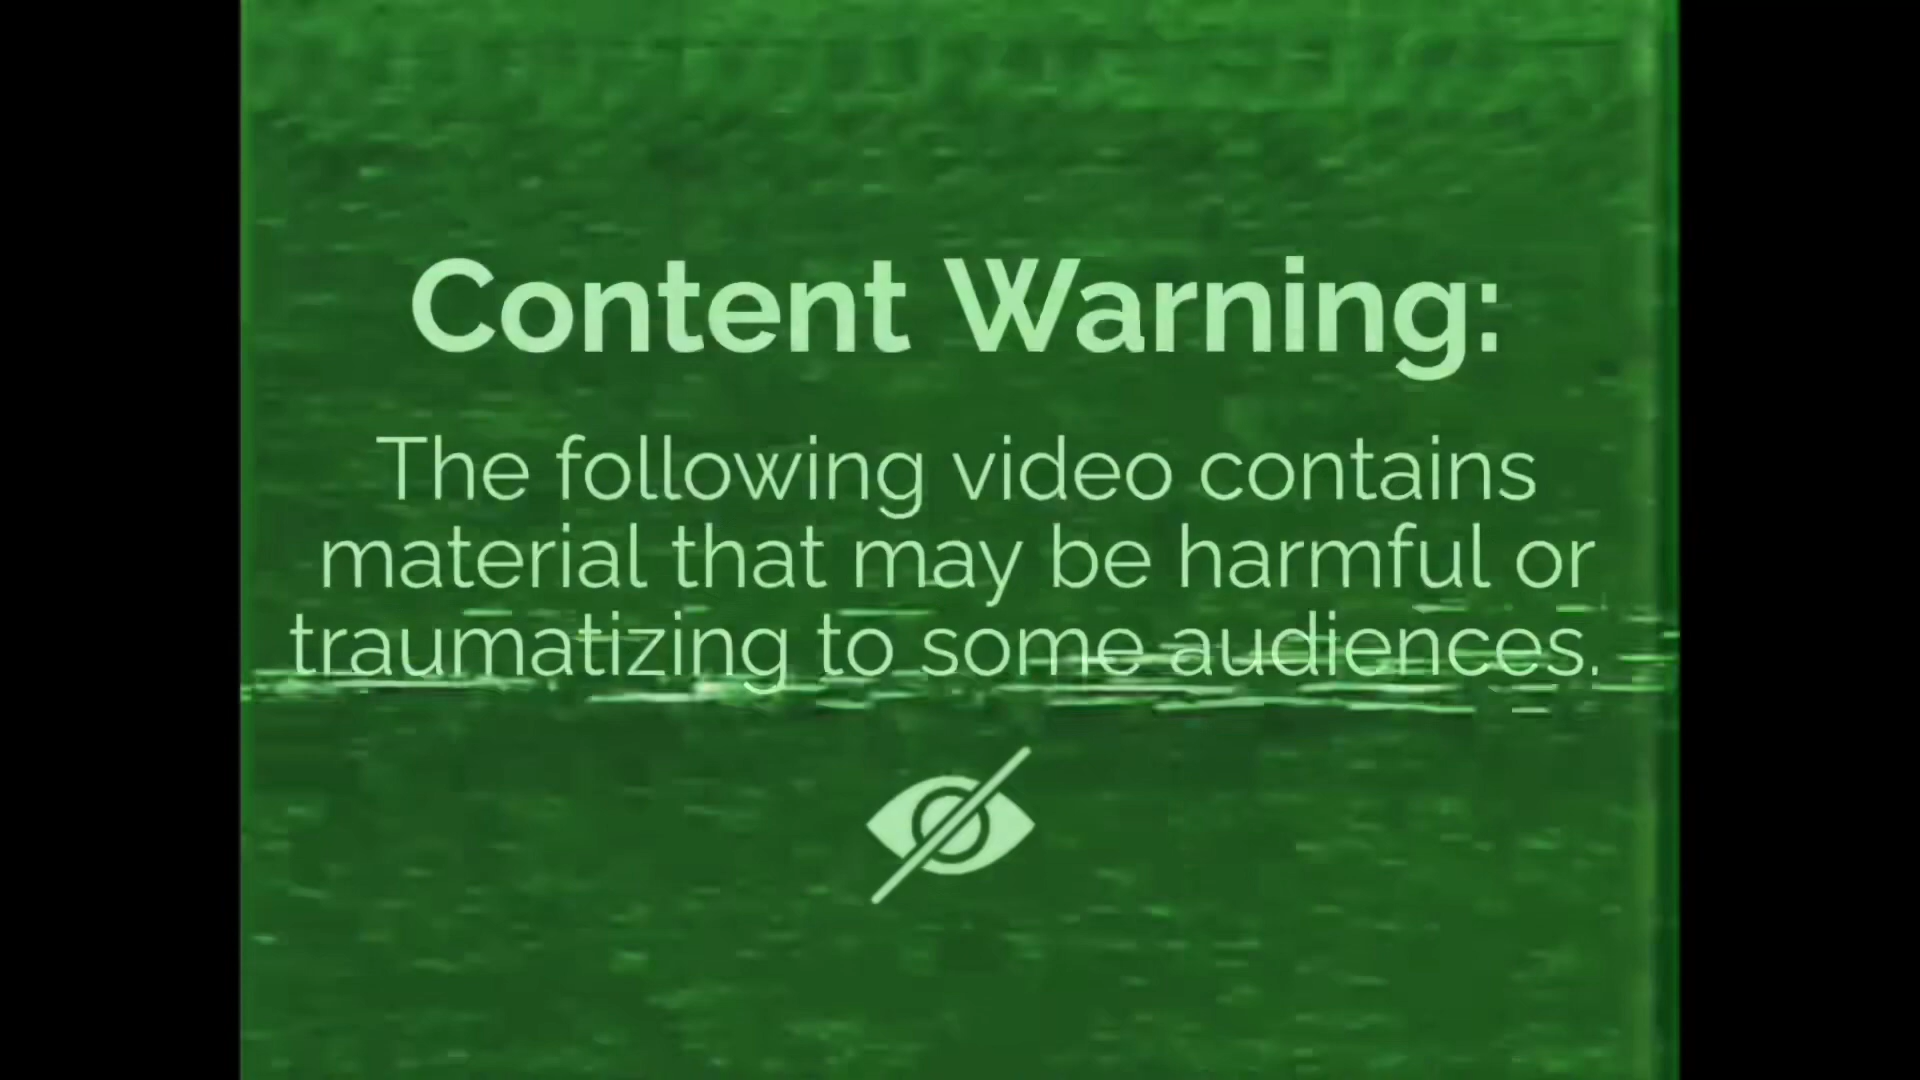 Content Warning:
The following video contains
material that may be harmful or
traumatizing to some audiences.